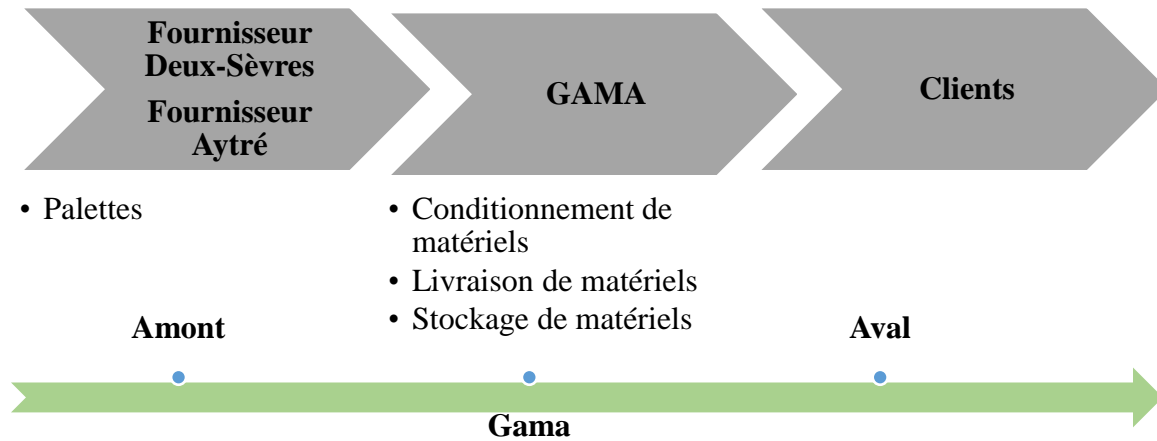 Fournisseur
Deux-Sèvres
Fournisseur
Aytré
GAMA
Clients
• Palettes
• Conditionnement de
matériels
• Livraison de matériels
• Stockage de matériels
Amont
Aval
Gama